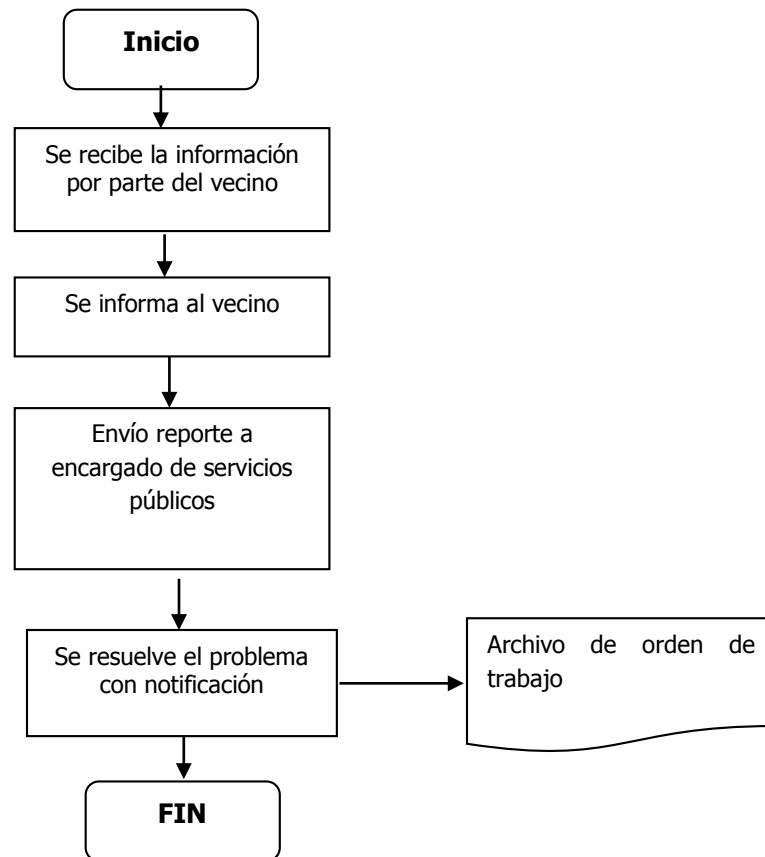 Inicio
Se recibe la información
por parte del vecino
Se informa al vecino
Envío reporte a
encargado de servicios
públicos
Se resuelve el problema
con notificación
Archivo de orden de
trabajo
FIN